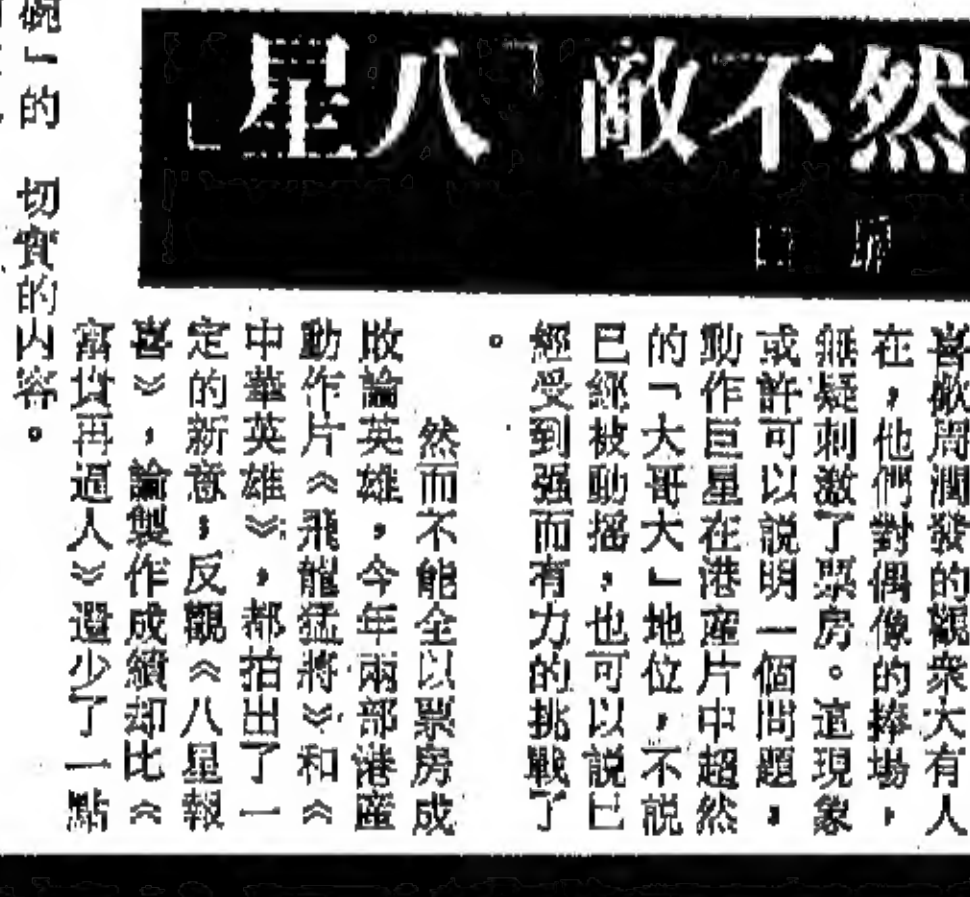 然不敵「八星」
喜歡周潤發的觀衆大有人
在，他們對偶像的捧場，
無疑刺激了票房。這現象
或許可以說明一個問題，
動作巨星在港產片中超然
的「大哥大」地位，不說
已經被動搖，也可以說已
經受到强而有力的挑戰了
。
然而不能全以票房成
敗論英雄，今年兩部港產
動作片《飛龍猛將》和《
中華英雄》，都拍出了一
定的新意，反觀《八星報
喜》，論製作成績却比《
富貴再逼人》還少了一點
切實的內容。
碗」的